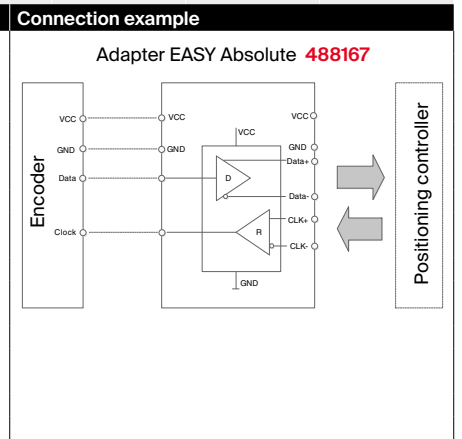 Connection example
Adapter EASY Absolute 488167
Encoder
VCC
GND
Data
Clock
VCC
GND
VCC
D
R
GND
VCC
GND
Data+
Data-
CLK+
CLK-
Positioning controller